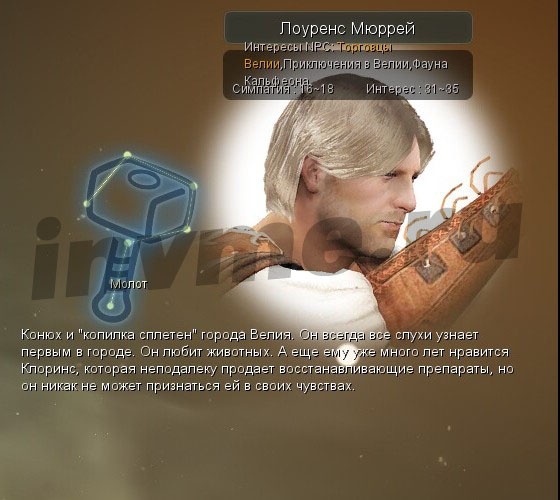 Лоуренс Мюррей
Интересы NPC: Торговцы
Велии,Приключения в Велии,Фауна
Кальфеона
Симпатия : 16~18 Интерес : 31~35
invme.ru
Молот
Конюх и "копилка сплетен" города Велия. Он всегда все слухи узнает
первым в городе. Он любит животных. А еще ему уже много лет нравится
Клоринс, которая неподалеку продает восстанавливающие препараты, но
он никак не может признаться ей в своих чувствах.